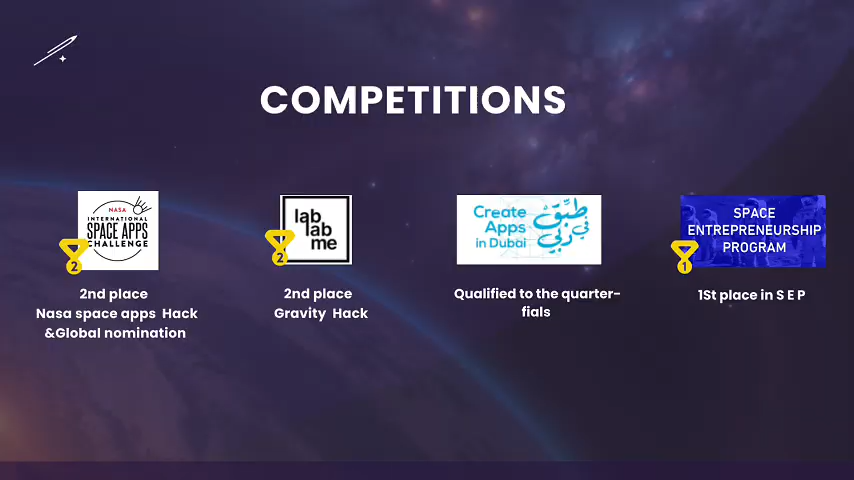 COMPETITIONS
NASA
INTERNATIONAL
SPACE APPS
CHALLENGE
2
2nd place
Nasa space apps Hack
&Global nomination
lab
lab
me
2
2nd place
Gravity Hack
Create
Apps
in Dubai
طبّق
في دبي
Qualified to the quarter-
fials
SPACE
ENTREPRENEURSHIP
PROGRAM
1
1St place in S E P